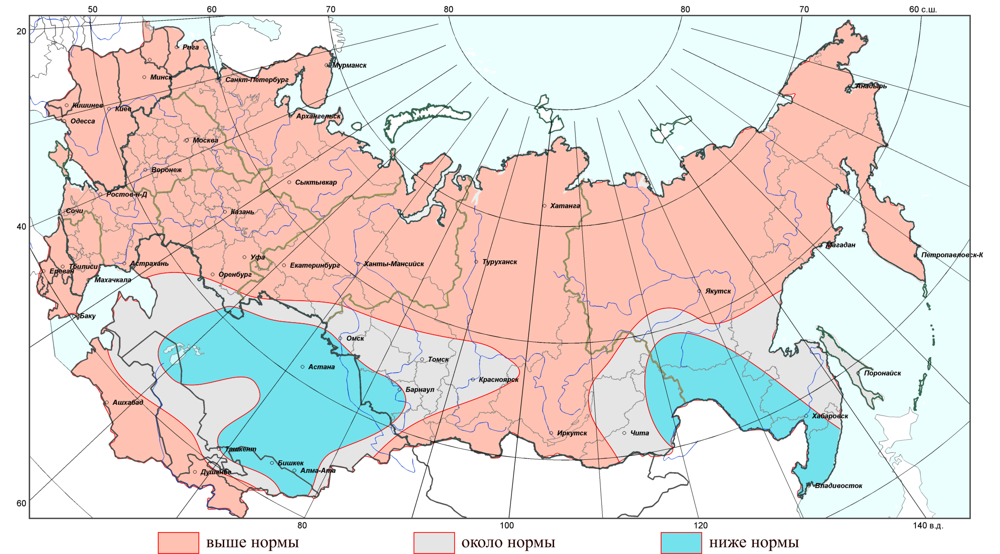 50 60 70 80 80 70 60 с.ш.
20
Рига
Мурманск
Минск
Санкт-Петербург
Анадырь
Кишинев
Киев
Архангельск
Одесса
Москва
Воронеж
Сыктывкар
Ростов-н-Д
Хатанга
Сочи
Казань
40
Магадан
Петропавловск-К
Уфа
Туруханск
Астрахань
Екатеринбург
Ханты-Мансийск
Тбилиси
Ереван
Оренбург
Махачкала
Якутск
Баку
Омск
Томск
Астана
Поронайск
Красноярск
Барнаул
Ашхабад
Хабаровск
Иркутск
Чита
Ташкент
Бишкек
Алма-Ата
Душанбе
Владивосток
60
80 100 120 140 в.д.
выше нормы
около нормы
ниже нормы